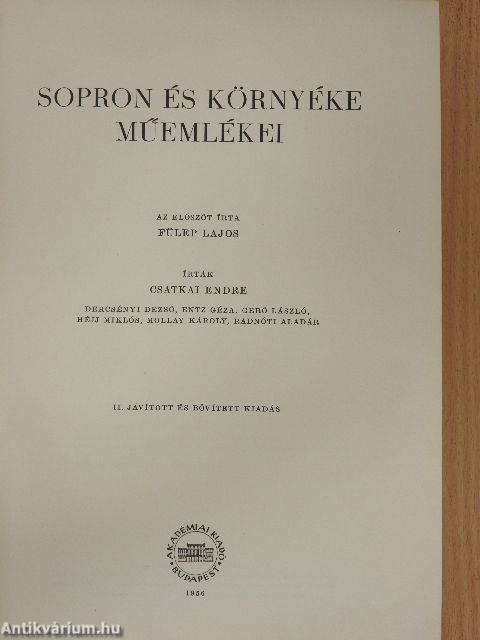 SOPRON ÉS KÖRNYÉKE
MŰEMLÉKEI
AZ ELŐSZÓT ÍRTA
FÜLEP LAJOS
ÍRTÁK
CSATKAI ENDRE
DERCSÉNYI DEZSŐ, ENTZ GÉZA, GERŐ LÁSZLÓ,
HÉJJ MIKLÓS, MOLLAY KÁROLY, RADNÓTI ALADÁR
II. JAVÍTOTT ÉS BŐVÍTETT KIADÁS
AKADÉMIAI KIADÓ
BUDAPEST
1956
Antikvárium.hu